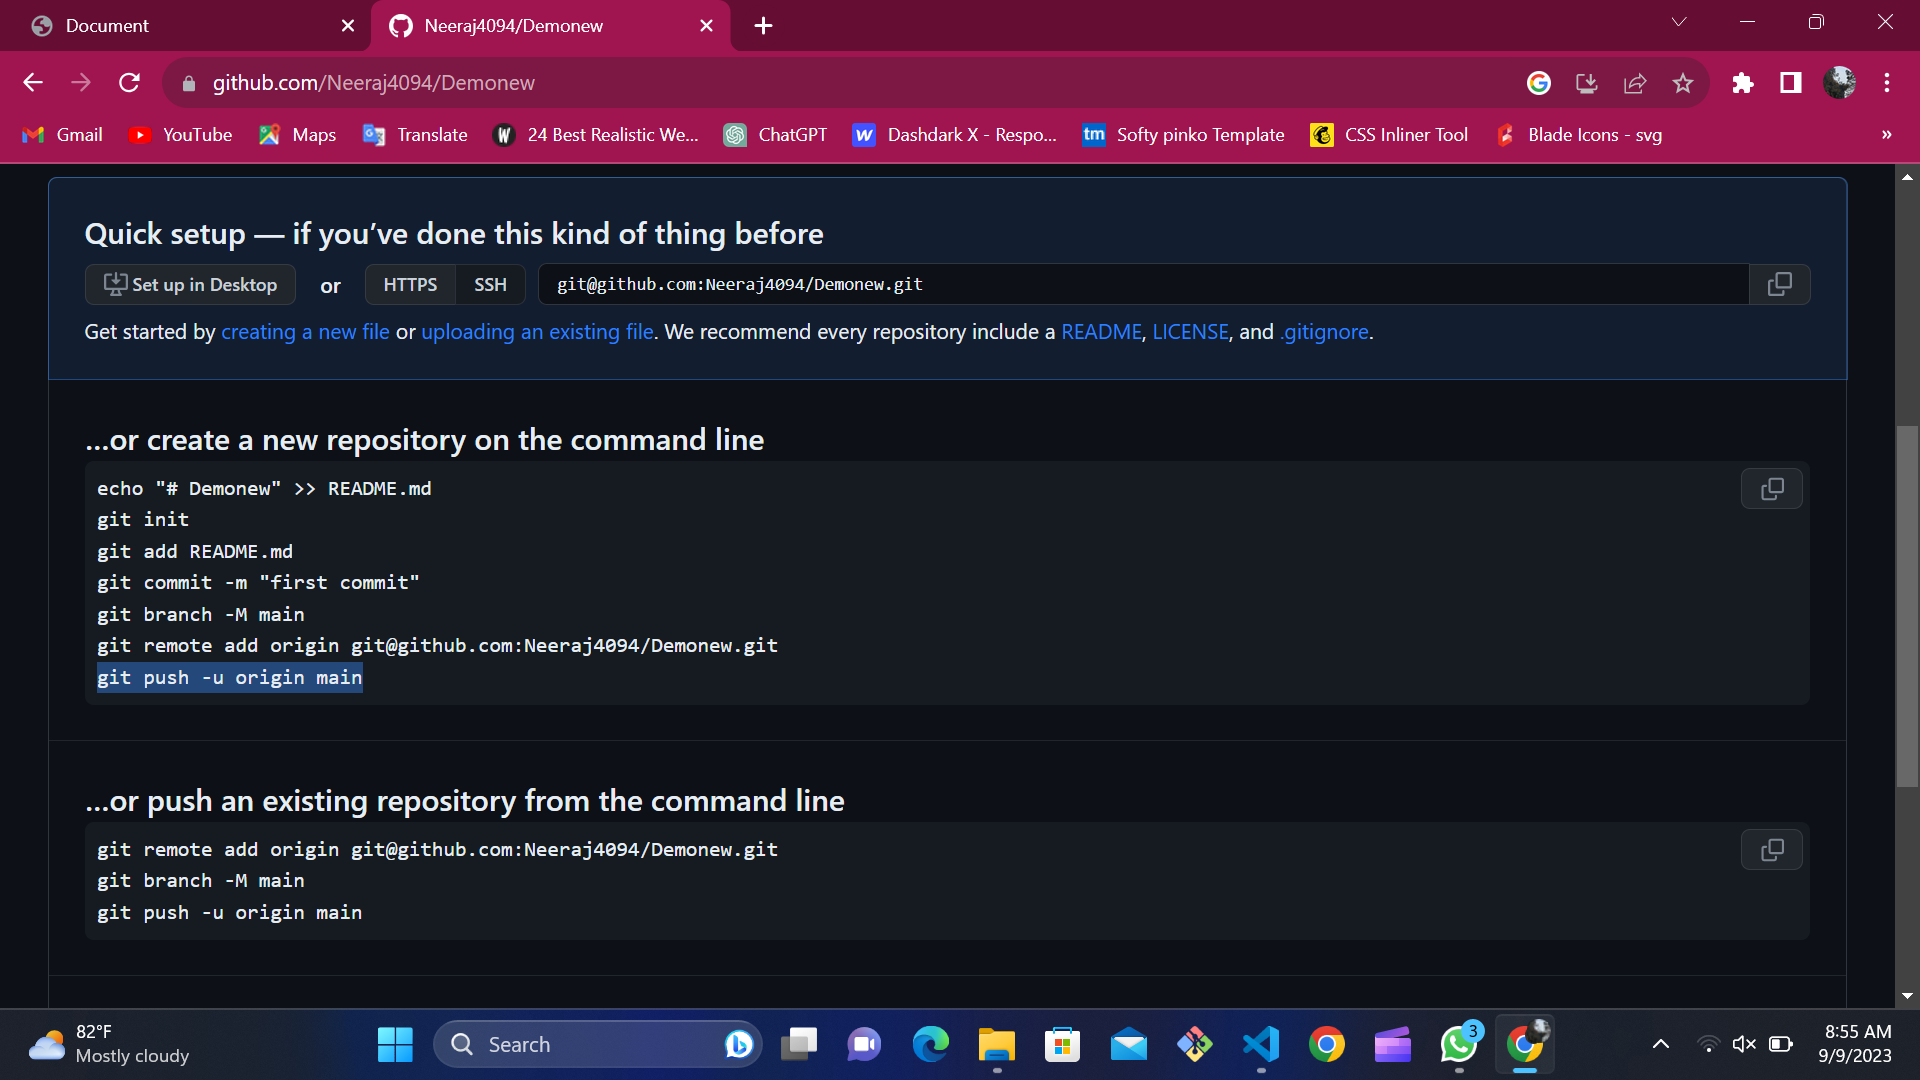 Document
Neeraj4094/Demonew
github.com/Neeraj4094/Demonew
Gmail
YouTube
Maps
Translate
24 Best Realistic We...
ChatGPT
Dashdark X - Respo...
Softy pinko Template
CSS Inliner Tool
Blade Icons - svg
»
Quick setup — if you’ve done this kind of thing before
Set up in Desktop or HTTPS SSH git@github.com:Neeraj4094/Demonew.git
Get started by creating a new file or uploading an existing file. We recommend every repository include a README, LICENSE, and .gitignore.
…or create a new repository on the command line
echo "# Demonew" >> README.md
git init
git add README.md
git commit -m "first commit"
git branch -M main
git remote add origin git@github.com:Neeraj4094/Demonew.git
git push -u origin main
…or push an existing repository from the command line
git remote add origin git@github.com:Neeraj4094/Demonew.git
git branch -M main
git push -u origin main
82°F
Mostly cloudy
Search
3
8:55 AM
9/9/2023